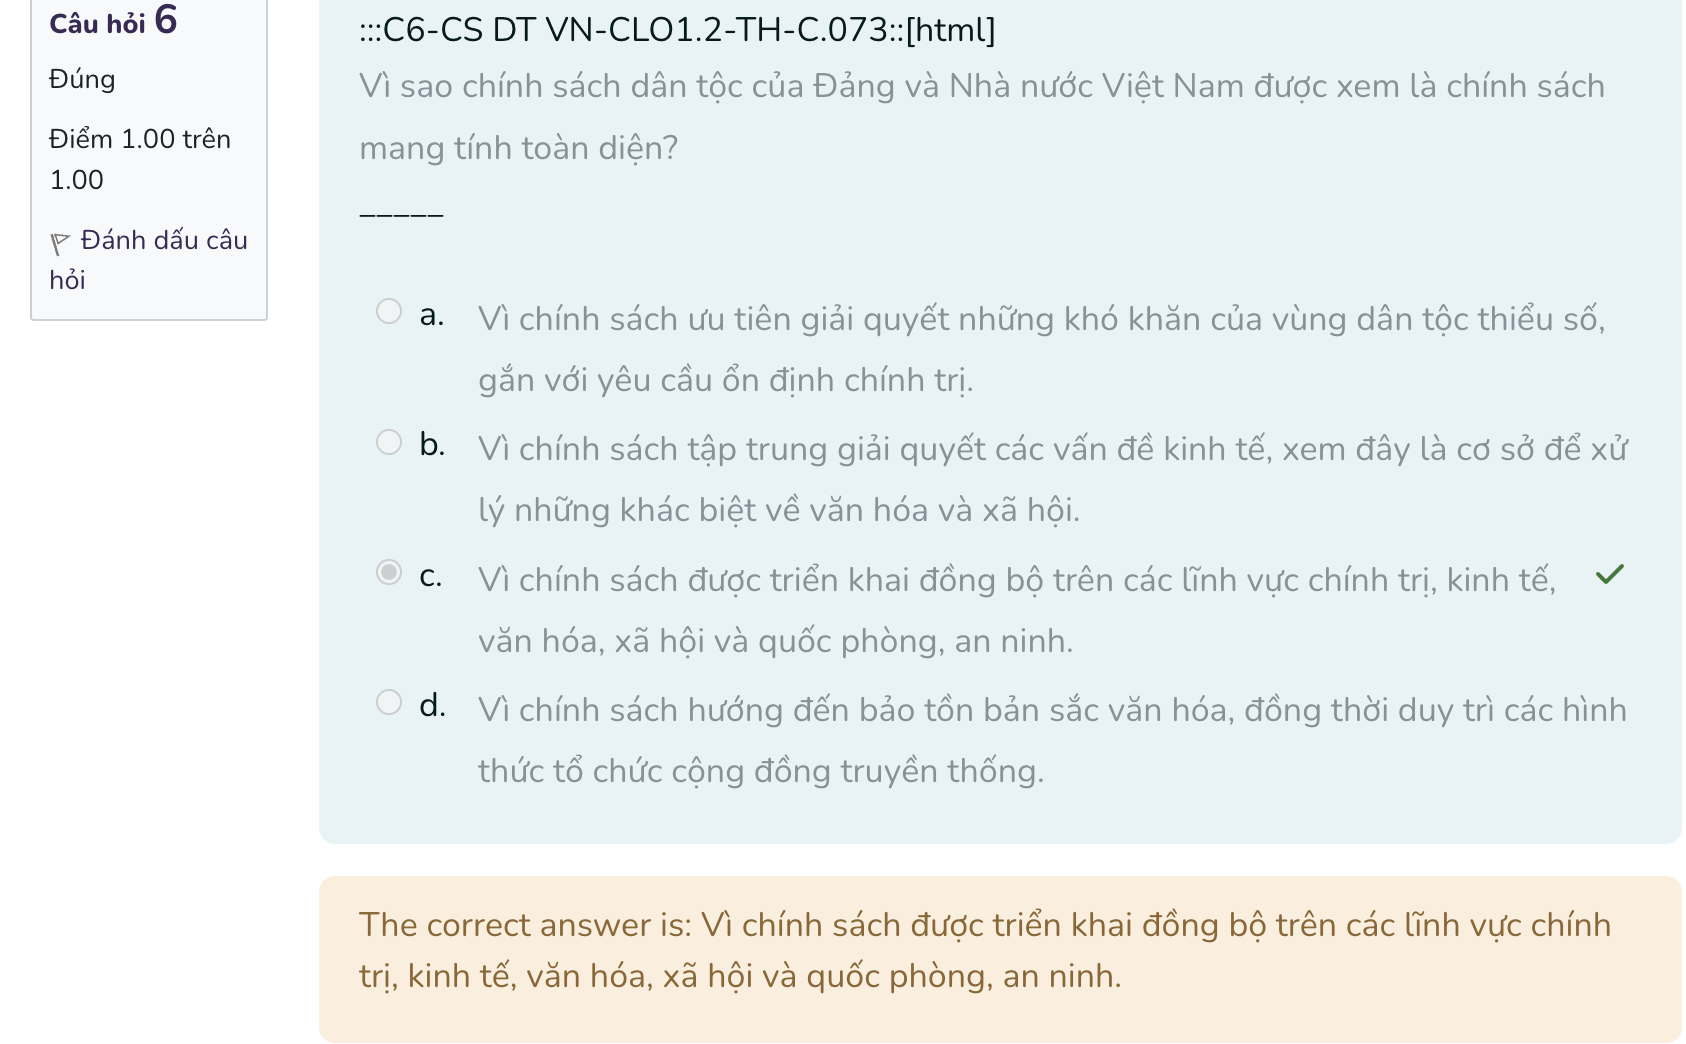 Câu hỏi 6
Đúng
Điểm 1.00 trên
1.00
Đánh dấu câu
hỏi
:::C6-CS DT VN-CLO1.2-TH-C.073::[html]
Vì sao chính sách dân tộc của Đảng và Nhà nước Việt Nam được xem là chính sách
mang tính toàn diện?
_____
a. Vì chính sách ưu tiên giải quyết những khó khăn của vùng dân tộc thiểu số,
gắn với yêu cầu ổn định chính trị.
b. Vì chính sách tập trung giải quyết các vấn đề kinh tế, xem đây là cơ sở để xử
lý những khác biệt về văn hóa và xã hội.
c. Vì chính sách được triển khai đồng bộ trên các lĩnh vực chính trị, kinh tế,
văn hóa, xã hội và quốc phòng, an ninh.
d. Vì chính sách hướng đến bảo tồn bản sắc văn hóa, đồng thời duy trì các hình
thức tổ chức cộng đồng truyền thống.
The correct answer is: Vì chính sách được triển khai đồng bộ trên các lĩnh vực chính
trị, kinh tế, văn hóa, xã hội và quốc phòng, an ninh.